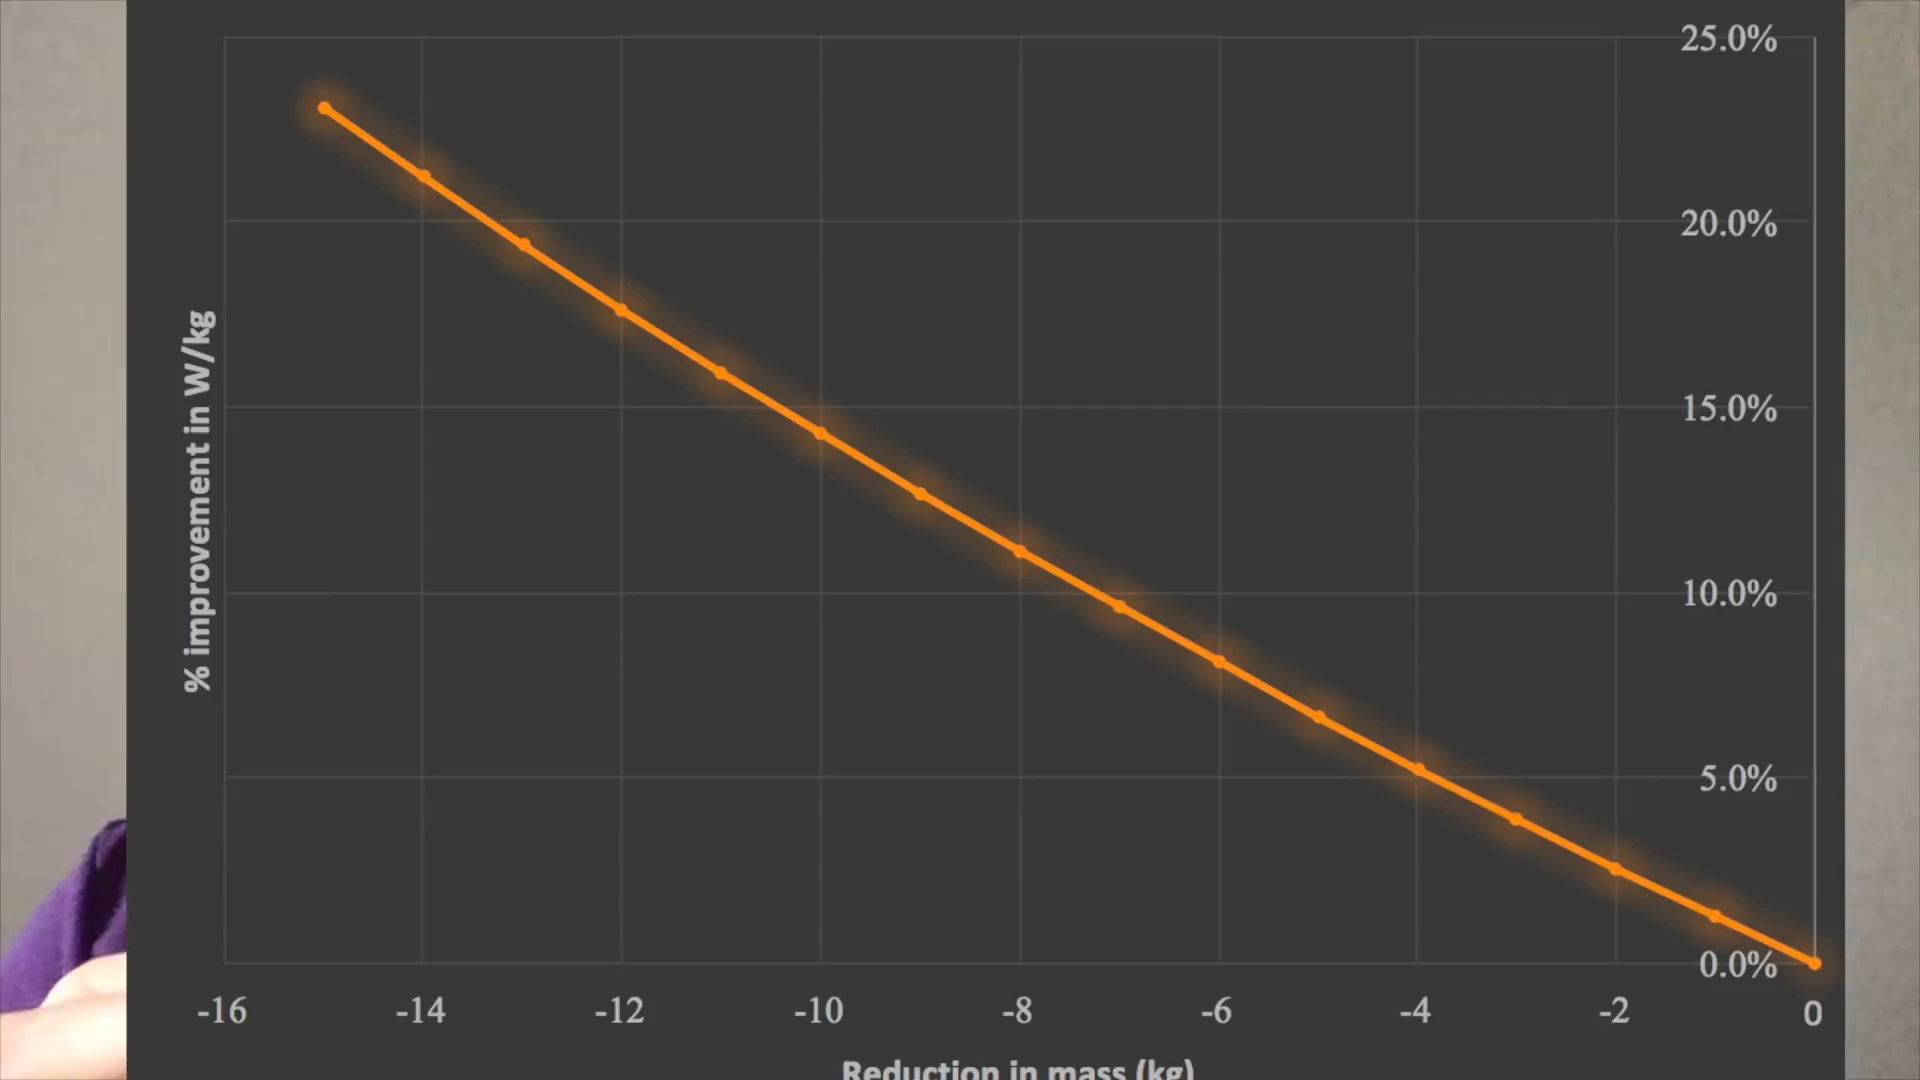 25.0%
20.0%
15.0%
10.0%
5.0%
0.0%
% improvement in W/kg
-16 -14 -12 -10 -8 -6 -4 -2 0
Reduction in mass (kg)